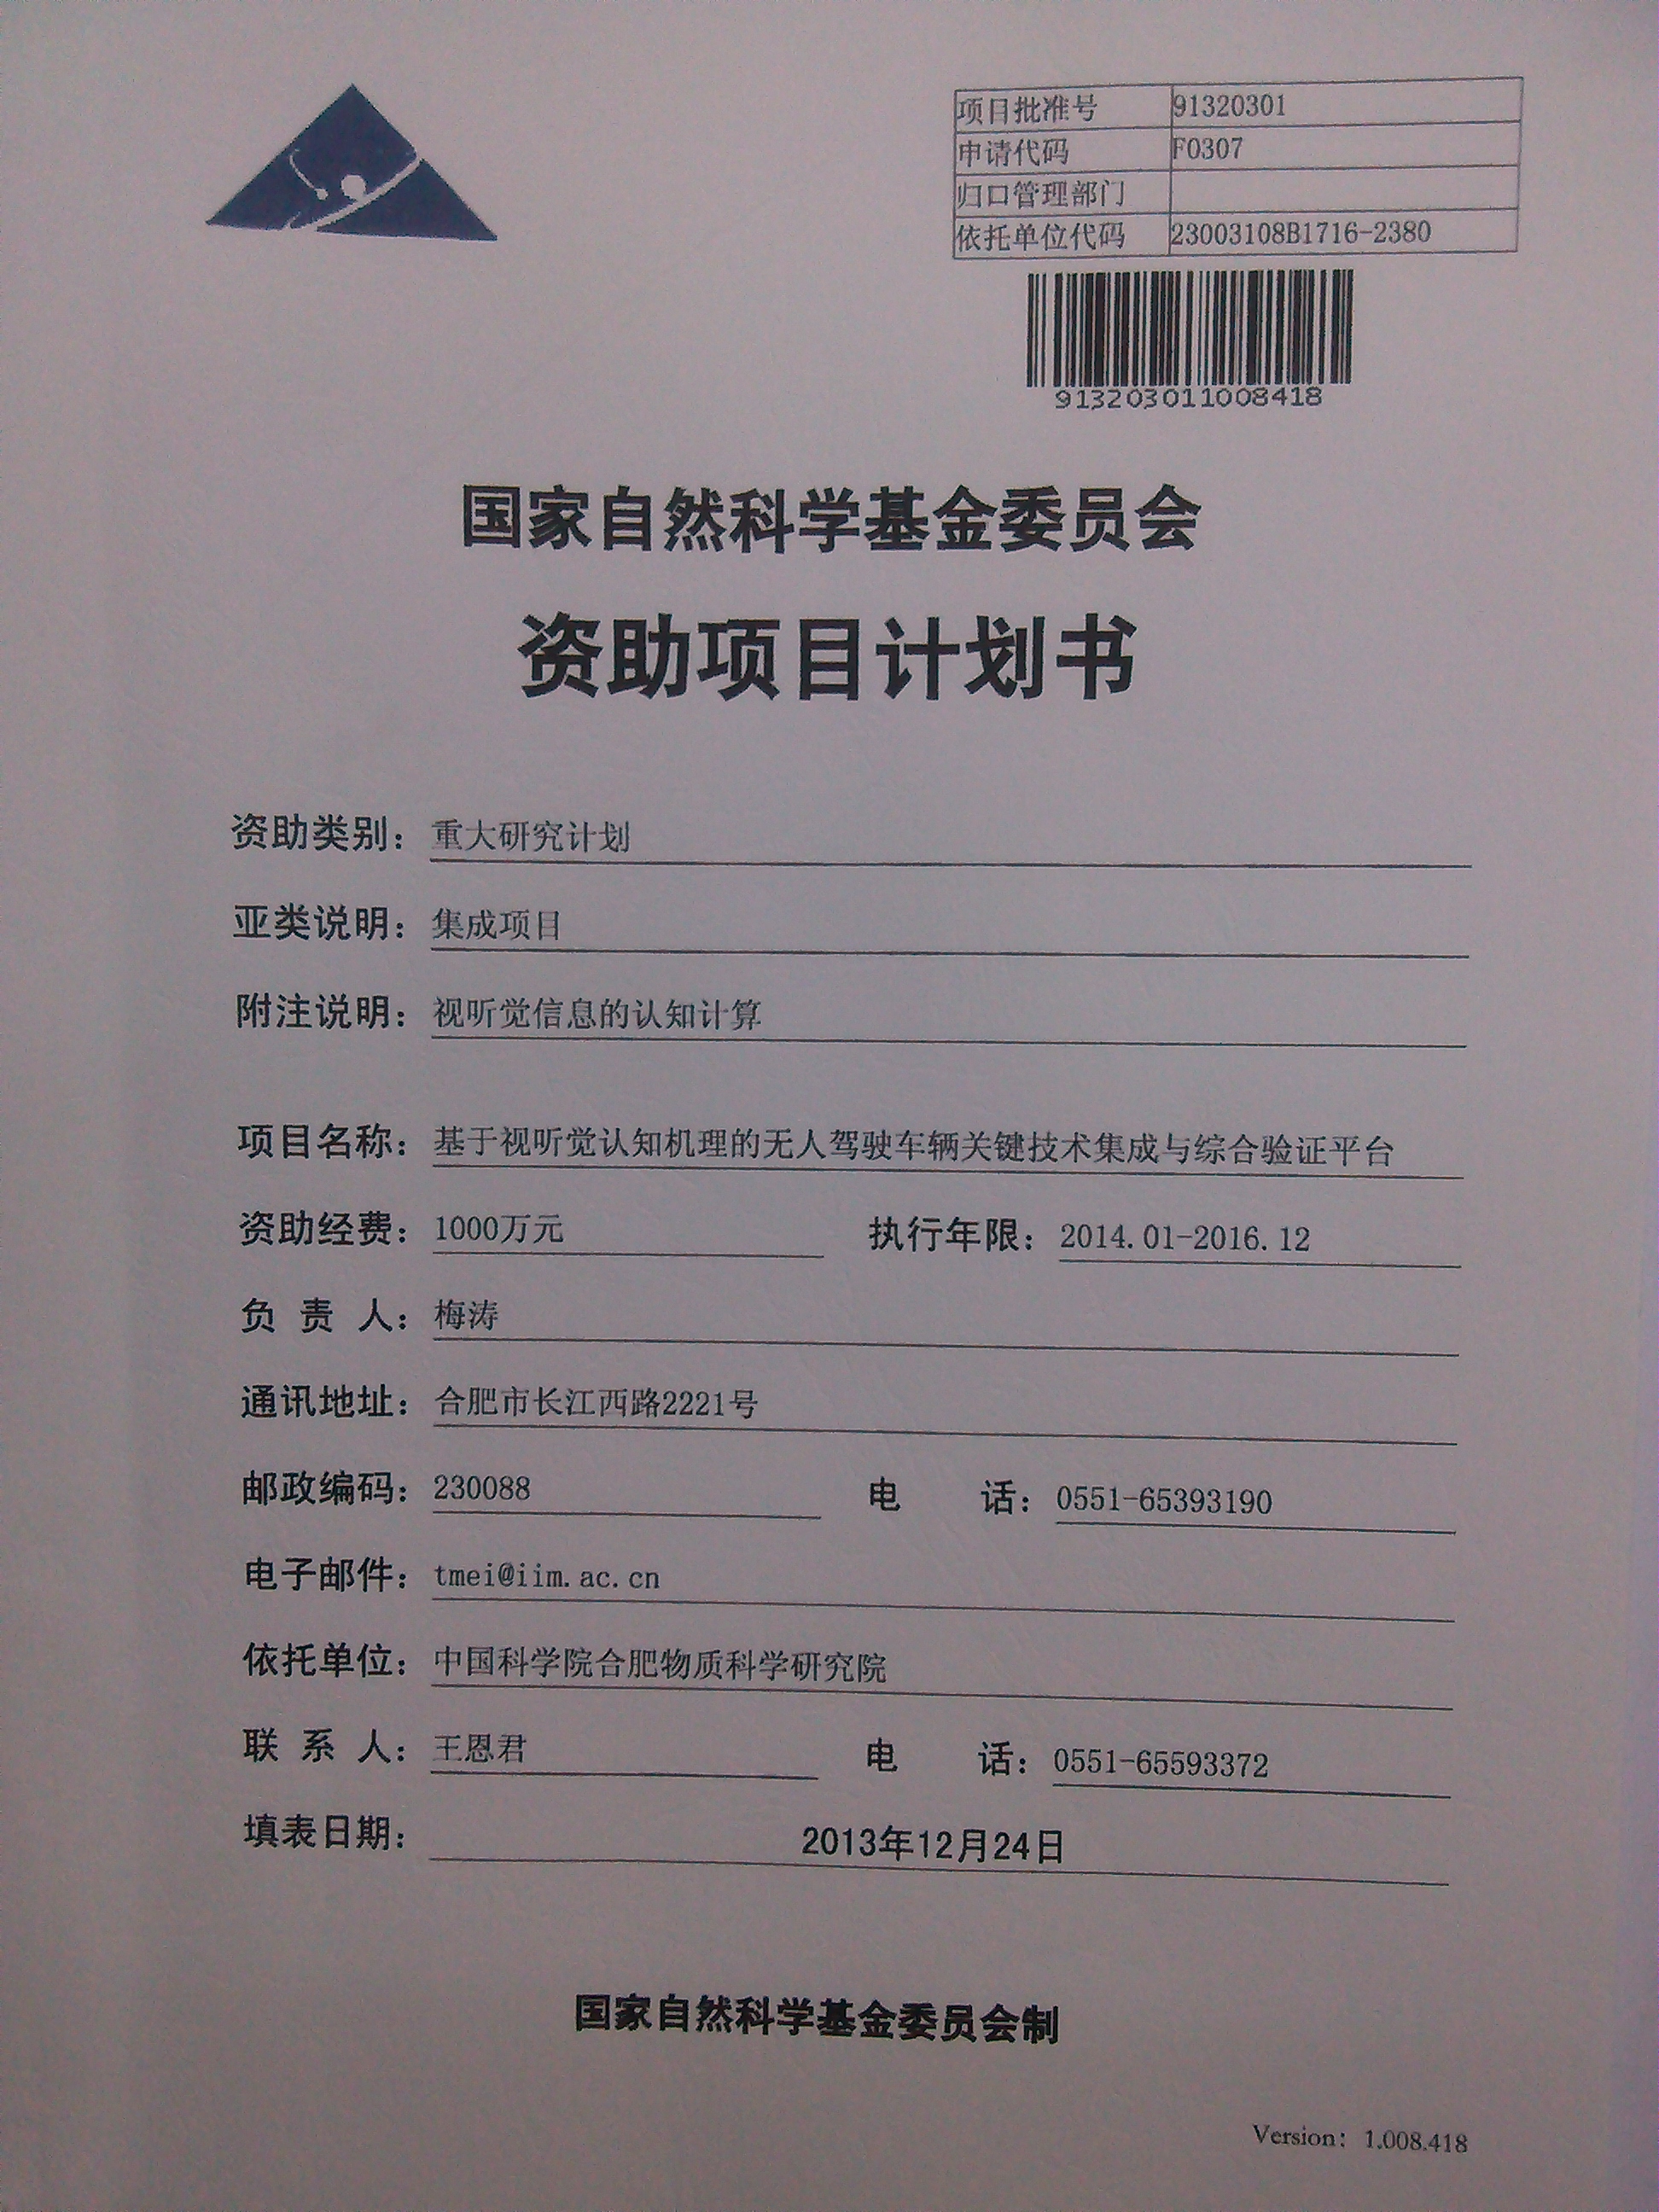 项目批准号 91320301
申请代码 F0307
归口管理部门
依托单位代码 23003108B1716-2380
913203011008418
国家自然科学基金委员会
资助项目计划书
资助类别：重大研究计划
亚类说明：集成项目
附注说明：视听觉信息的认知计算
项目名称：基于视听觉认知机理的无人驾驶车辆关键技术集成与综合验证平台
资助经费：1000万元 执行年限：2014.01-2016.12
负 责 人：梅涛
通讯地址：合肥市长江西路2221号
邮政编码：230088 电 话：0551-65393190
电子邮件：tmei@iim.ac.cn
依托单位：中国科学院合肥物质科学研究院
联 系 人：王恩君 电 话：0551-65593372
填表日期： 2013年12月24日
国家自然科学基金委员会制
Version：1.008.418